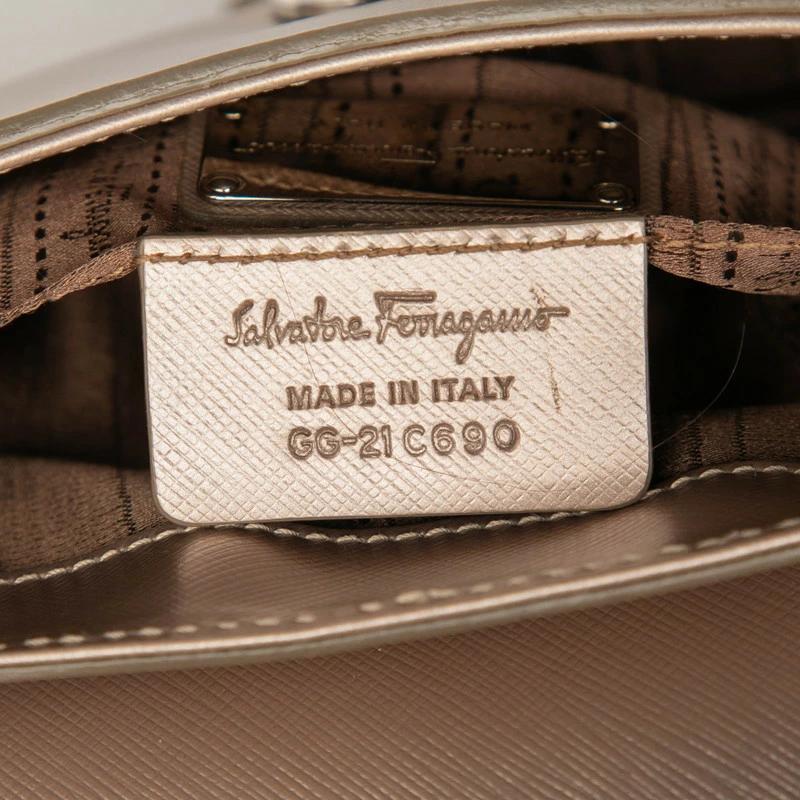 Salvatore Ferragamo
MADE IN ITALY
GG-21 C690